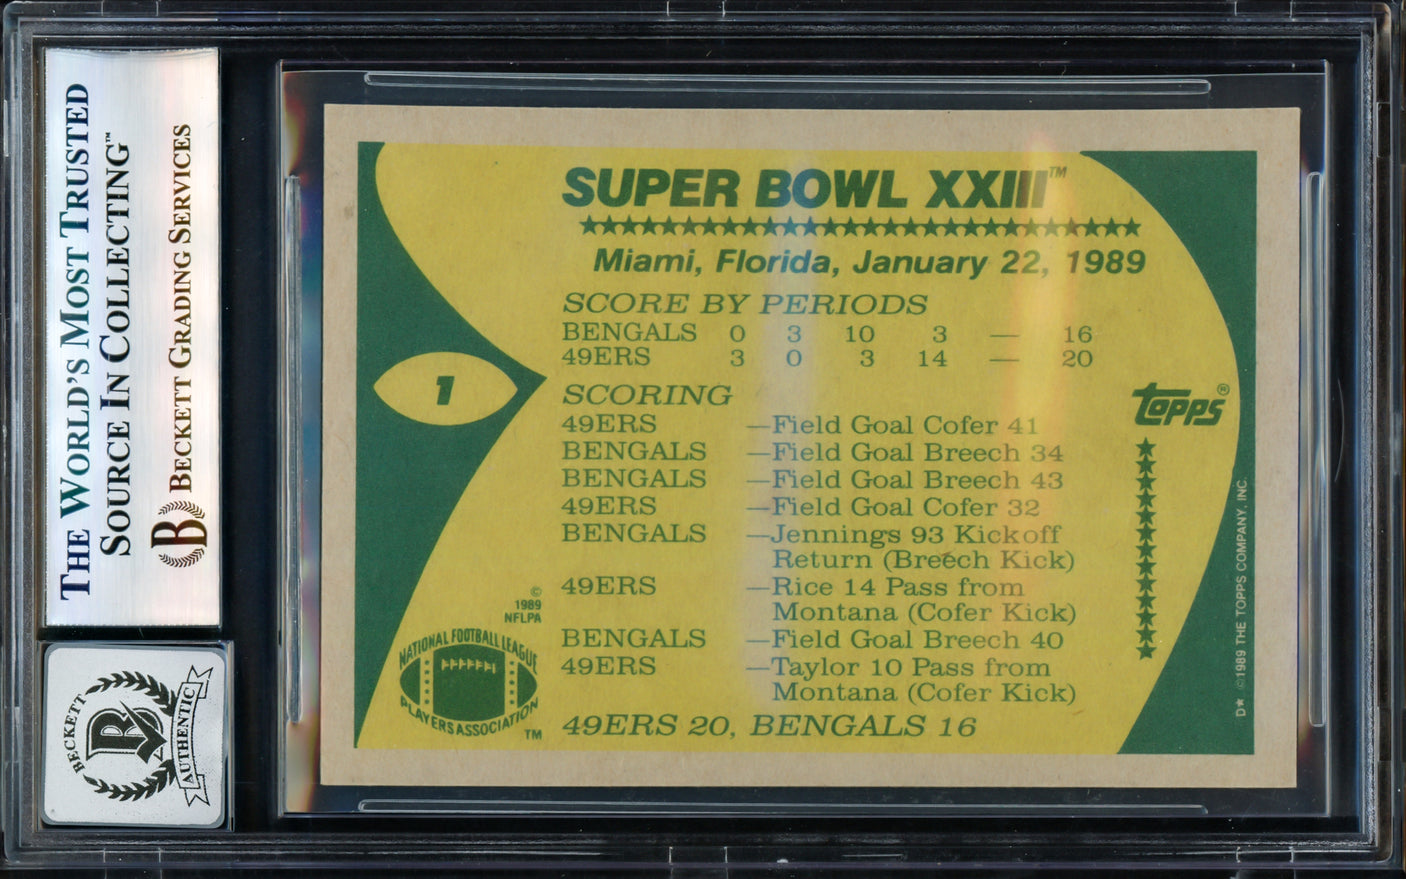 THE WORLD'S MOST TRUSTED
SOURCE IN COLLECTING™
B BECKETT GRADING SERVICES
BECKETT
B
AUTHENTIC
SUPER BOWL XXIII™
Miami, Florida, January 22, 1989
SCORE BY PERIODS
BENGALS 0 3 10 3 — 16
49ERS 3 0 3 14 — 20
1
SCORING
49ERS —Field Goal Cofer 41
BENGALS —Field Goal Breech 34
BENGALS —Field Goal Breech 43
49ERS —Field Goal Cofer 32
BENGALS —Jennings 93 Kickoff
Return (Breech Kick)
49ERS —Rice 14 Pass from
Montana (Cofer Kick)
BENGALS —Field Goal Breech 40
49ERS —Taylor 10 Pass from
Montana (Cofer Kick)
49ERS 20, BENGALS 16
©
1989
NFLPA
NATIONAL FOOTBALL LEAGUE
PLAYERS ASSOCIATION
TM
topps®
D★ ©1989 THE TOPPS COMPANY, INC.